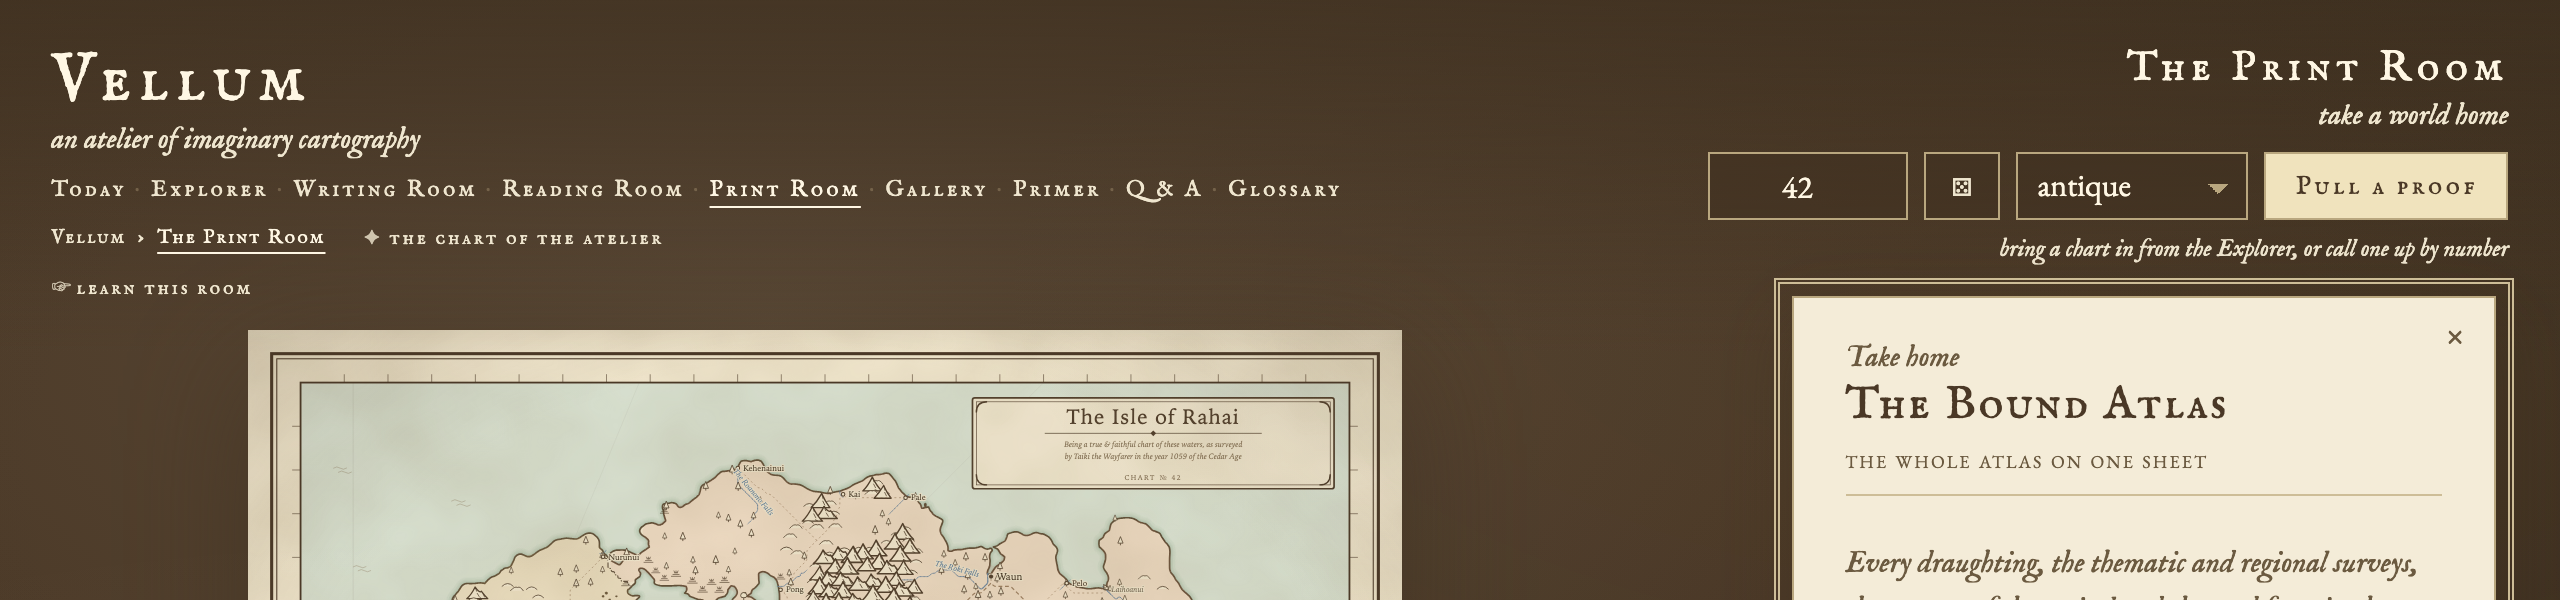 Vellum
an atelier of imaginary cartography
Today · Explorer · Writing Room · Reading Room · Print Room · Gallery · Primer · Q & A · Glossary
Vellum › The Print Room ✦ the chart of the atelier
☞ learn this room
The Print Room
take a world home
42 antique Pull a proof
bring a chart in from the Explorer, or call one up by number
The Isle of Rahai
Being a true & faithful chart of these waters, as surveyed
by Taiki the Wayfarer in the year 1059 of the Cedar Age
CHART № 42
Kehenainui
Kai
Pale
Nurunui
The Roki Falls
Waun
Pong
Pelo
×
Take home
The Bound Atlas
THE WHOLE ATLAS ON ONE SHEET
Every draughting, the thematic and regional surveys,